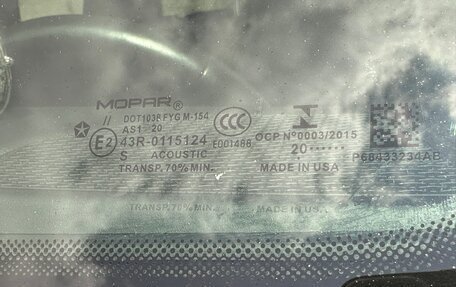 MOPAR®
// DOT1038 FYG M-154
AS1 20
E2 43R-0115124
S ACOUSTIC
TRANSP. 70% MIN.
CCC
E001486
OCP Nº0003/2015
20······
MADE IN USA
P68433234AB
TRANSP. 70% MIN. MADE IN USA